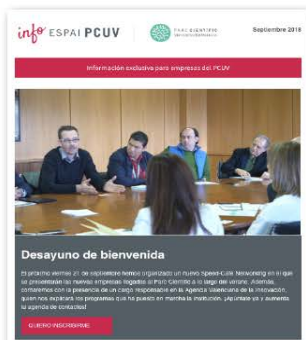 info ESPAI PCUV
PARC CIENTÍFIC
Septiembre 2018
Información exclusiva para empresas del PCUV
Desayuno de bienvenida
El próximo viernes 21 de septiembre hemos organizado un nuevo Speed-Café Networking en el que
se presentarán las nuevas empresas llegadas al Parc Científic a lo largo del verano. Además,
contaremos con la presencia de un cargo responsable en la Agencia Valenciana de la Innovación,
quien nos explicará los programas que ha puesto en marcha la institución. ¡Apúntate ya y aumenta
tu agenda de contactos!
QUIERO INSCRIBIRME